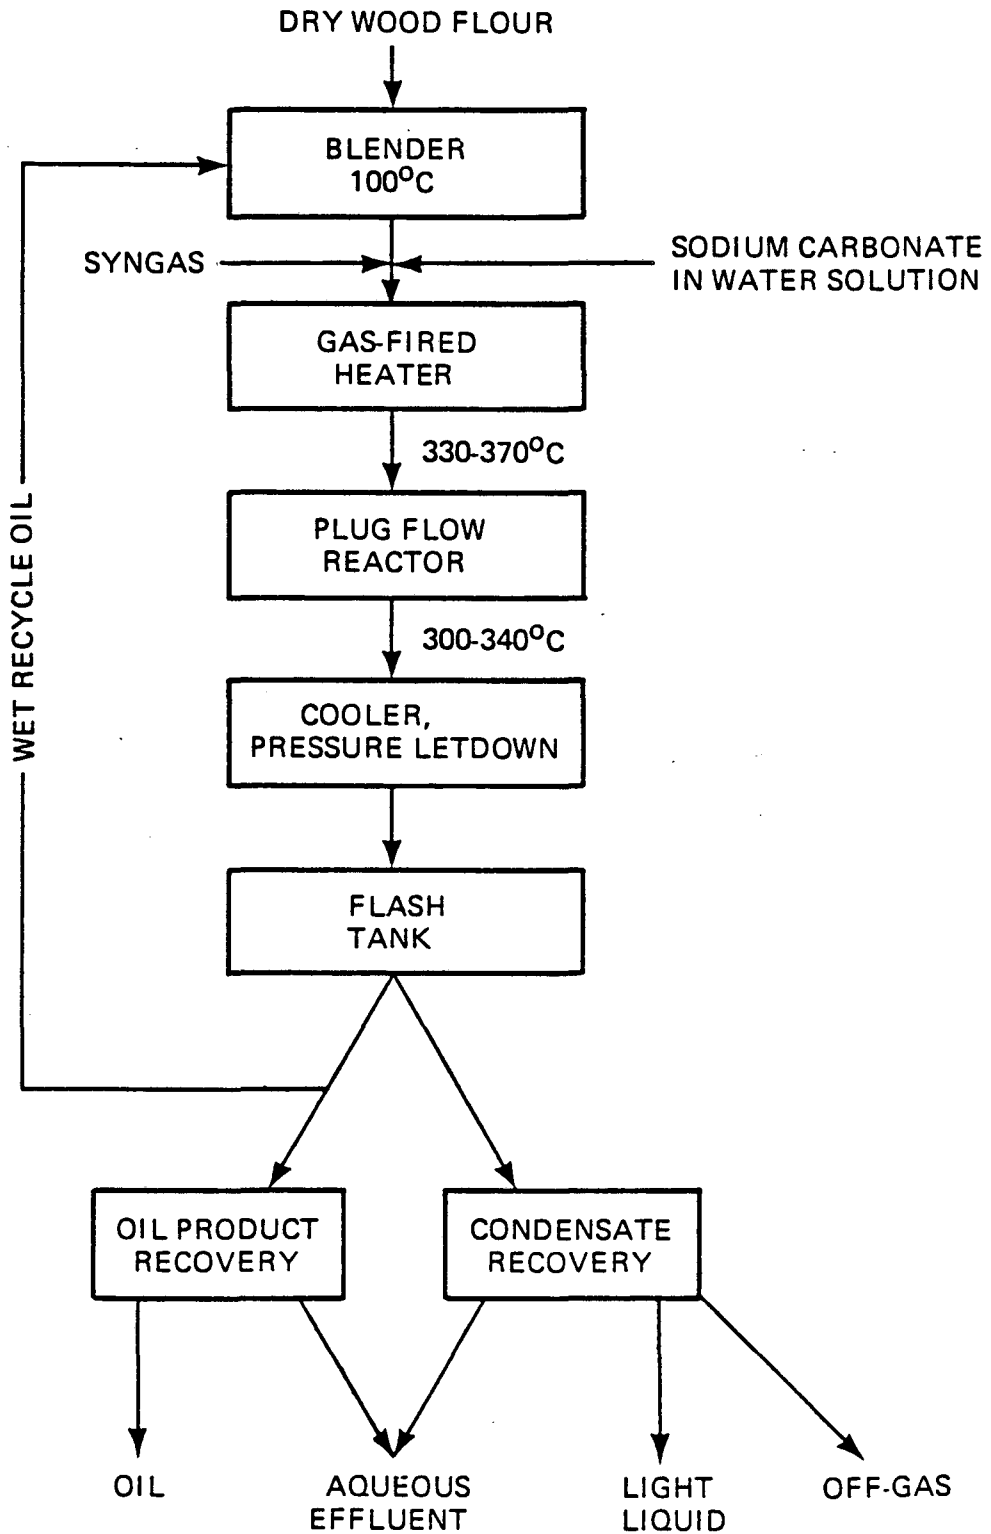 DRY WOOD FLOUR
BLENDER
100°C
SYNGAS
SODIUM CARBONATE
IN WATER SOLUTION
GAS-FIRED
HEATER
330-370°C
PLUG FLOW
REACTOR
WET RECYCLE OIL
300-340°C
COOLER,
PRESSURE LETDOWN
FLASH
TANK
OIL PRODUCT
RECOVERY
CONDENSATE
RECOVERY
OIL
AQUEOUS
EFFLUENT
LIGHT
LIQUID
OFF-GAS